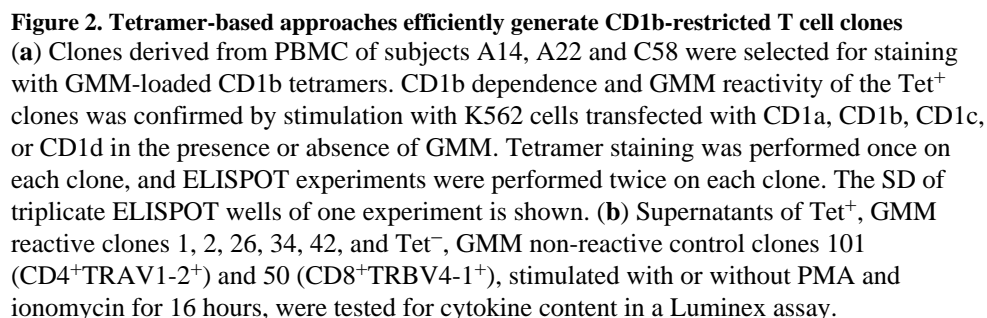 Figure 2. Tetramer-based approaches efficiently generate CD1b-restricted T cell clones
(a) Clones derived from PBMC of subjects A14, A22 and C58 were selected for staining
with GMM-loaded CD1b tetramers. CD1b dependence and GMM reactivity of the Tet⁺
clones was confirmed by stimulation with K562 cells transfected with CD1a, CD1b, CD1c,
or CD1d in the presence or absence of GMM. Tetramer staining was performed once on
each clone, and ELISPOT experiments were performed twice on each clone. The SD of
triplicate ELISPOT wells of one experiment is shown. (b) Supernatants of Tet⁺, GMM
reactive clones 1, 2, 26, 34, 42, and Tet⁻, GMM non-reactive control clones 101
(CD4⁺TRAV1-2⁺) and 50 (CD8⁺TRBV4-1⁺), stimulated with or without PMA and
ionomycin for 16 hours, were tested for cytokine content in a Luminex assay.